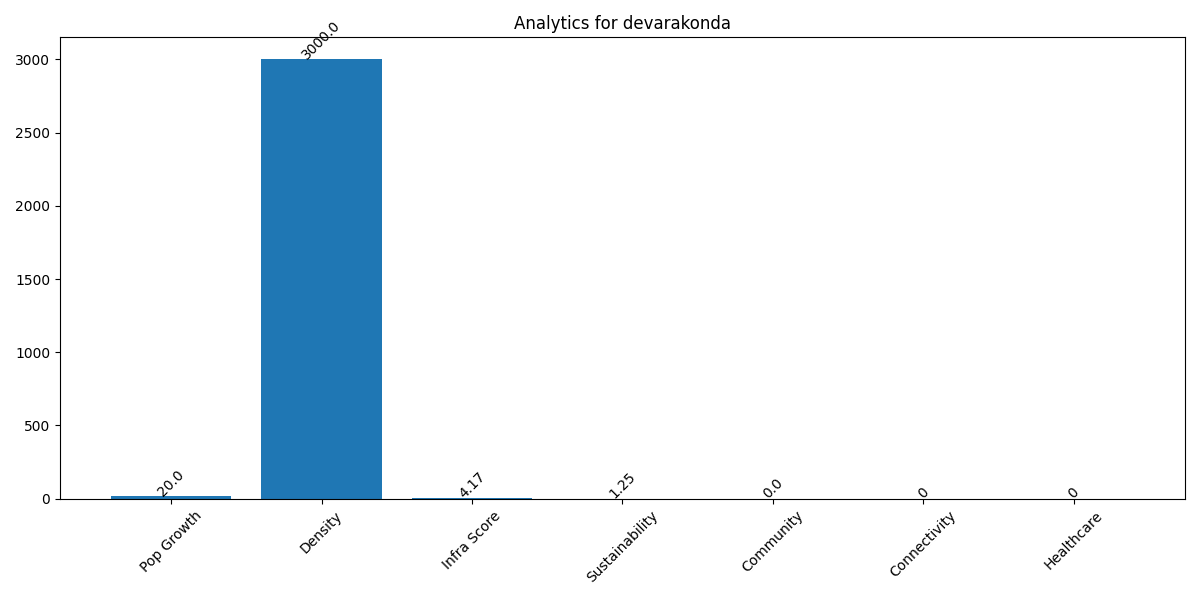 Analytics for devarakonda
3000
2500
2000
1500
1000
500
0
20.0
3000.0
4.17
1.25
0.0
0
0
Pop Growth
Density
Infra Score
Sustainability
Community
Connectivity
Healthcare